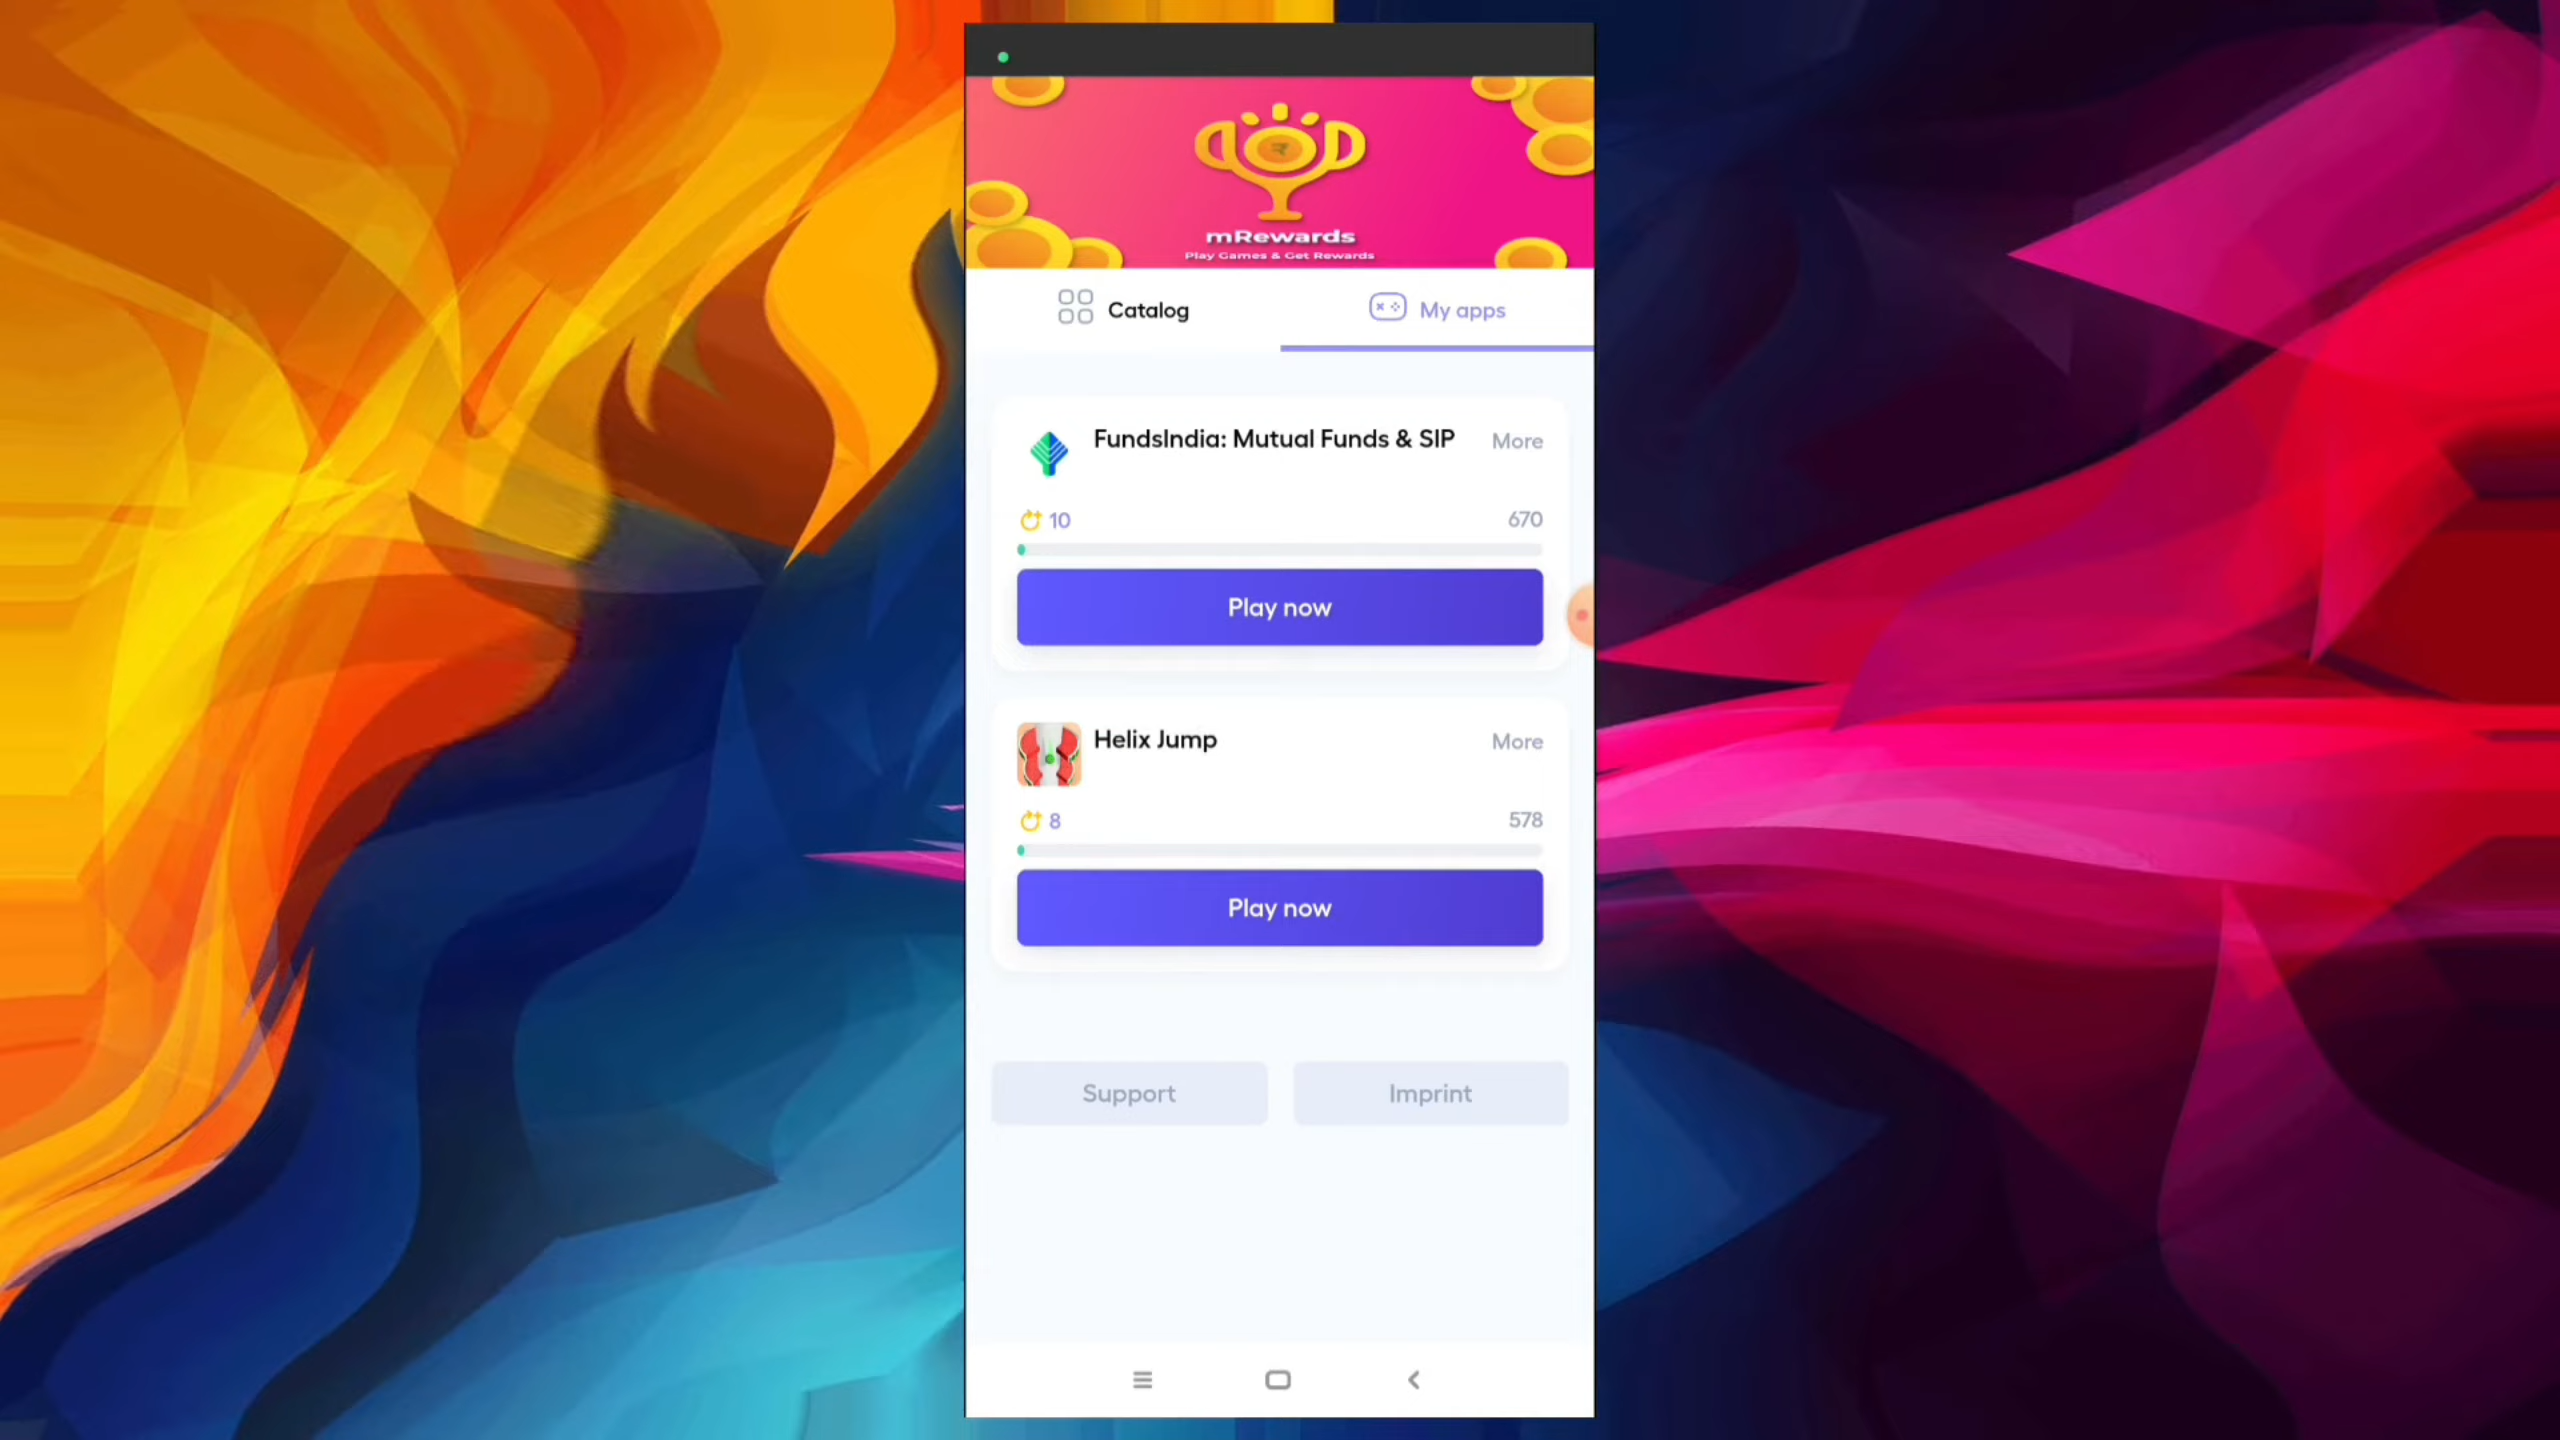 mRewards
Play Games & Get Rewards
Catalog
My apps
FundsIndia: Mutual Funds & SIP
More
10
670
Play now
Helix Jump
More
8
578
Play now
Support
Imprint